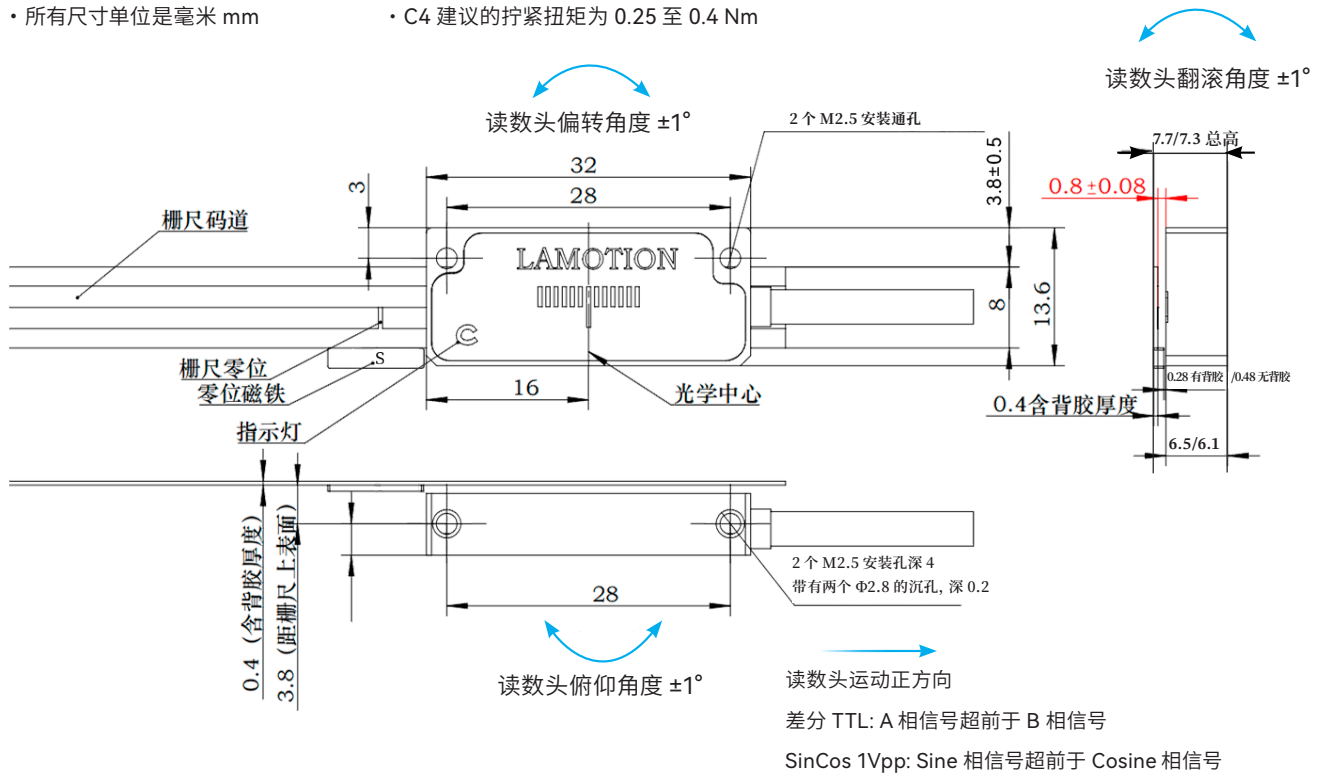 ・所有尺寸单位是毫米 mm
・C4 建议的拧紧扭矩为 0.25 至 0.4 Nm
读数头翻滚角度 ±1°
读数头偏转角度 ±1°
2 个 M2.5 安装通孔
7.7/7.3 总高
32
3.8±0.5
3
28
0.8±0.08
栅尺码道
LAMOTION
8
13.6
S
C
栅尺零位
零位磁铁
16
光学中心
0.28 有背胶 /0.48 无背胶
0.4含背胶厚度
指示灯
6.5/6.1
0.4（含背胶厚度）
3.8（距栅尺上表面）
2 个 M2.5 安装孔深 4
带有两个 Φ2.8 的沉孔, 深 0.2
28
读数头俯仰角度 ±1°
读数头运动正方向
差分 TTL: A 相信号超前于 B 相信号
SinCos 1Vpp: Sine 相信号超前于 Cosine 相信号